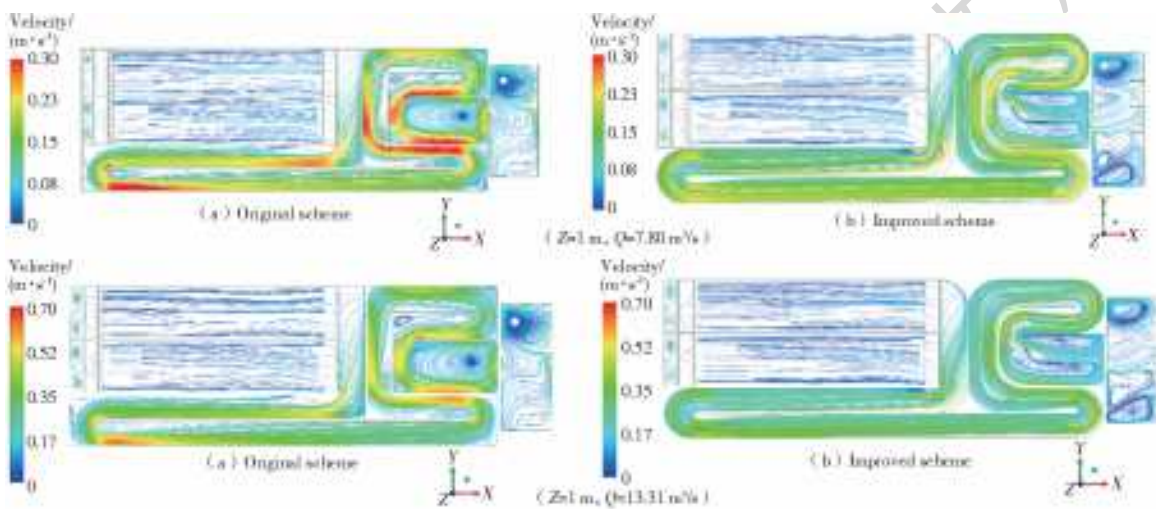 Velocity/
(m·s⁻¹)
0.30
0.23
0.15
0.08
0
(a) Original scheme
Y
Z X
Velocity/
(m·s⁻¹)
0.30
0.23
0.15
0.08
0
(b) Improved scheme
Y
Z X
(Z=1 m, Q=7.80 m³/s)
Velocity/
(m·s⁻¹)
0.70
0.52
0.35
0.17
0
(a) Original scheme
Y
Z X
Velocity/
(m·s⁻¹)
0.70
0.52
0.35
0.17
0
(b) Improved scheme
Y
Z X
(Z=1 m, Q=13.31 m³/s)